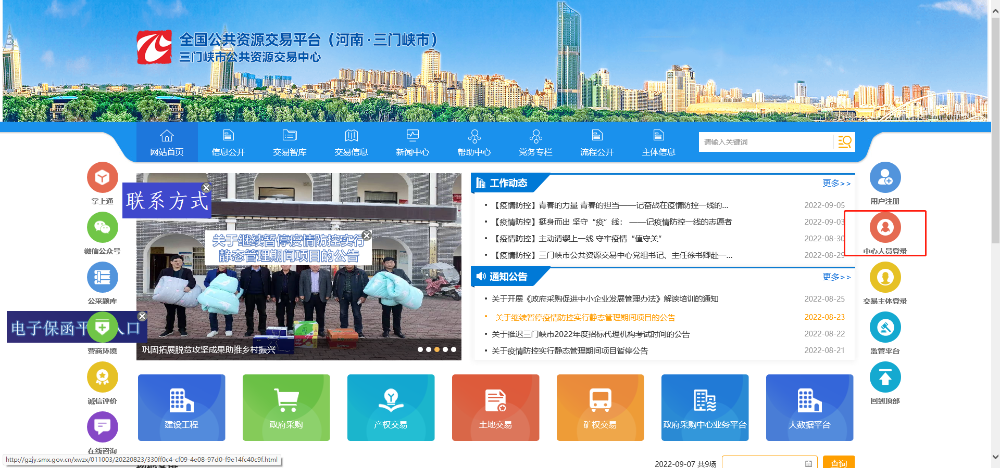 全国公共资源交易平台（河南·三门峡市）
三门峡市公共资源交易中心
网站首页
信息公开
交易智库
交易信息
新闻中心
帮助中心
党务专栏
流程公开
主体信息
请输入关键词
掌上通
微信公众号
公采题库
营商环境
诚信评价
在线咨询
联系方式
电子保函平
入口
关于继续暂停疫情防控实行
静态管理期间项目的公告
巩固拓展脱贫攻坚成果助推乡村振兴
工作动态
更多>>
• 【疫情防控】青春的力量 青春的担当——记奋战在疫情防控一线的... 2022-09-05
• 【疫情防控】挺身而出 坚守“疫”线： ——记疫情防控一线的志愿者 2022-09-03
• 【疫情防控】主动请缨上一线 守牢疫情“值守关” 2022-08-30
• 【疫情防控】三门峡市公共资源交易中心党组书记、主任徐书卿赴一... 2022-08-29
通知公告
更多>>
• 关于开展《政府采购促进中小企业发展管理办法》解读培训的通知 2022-08-25
• 关于继续暂停疫情防控实行静态管理期间项目的公告 2022-08-23
• 关于推迟三门峡市2022年度招标代理机构考试时间的公告 2022-08-22
• 关于疫情防控实行静态管理期间项目暂停公告 2022-08-21
用户注册
中心人员登录
交易主体登录
监管平台
回到顶部
建设工程
政府采购
产权交易
土地交易
矿权交易
政府采购中心业务平台
大数据平台
http://gzjy.smx.gov.cn/xwzx/011003/20220823/330ff0c4-cf09-4e08-97d0-f9e14fc40c9f.html
2022-09-07 共9场
查询